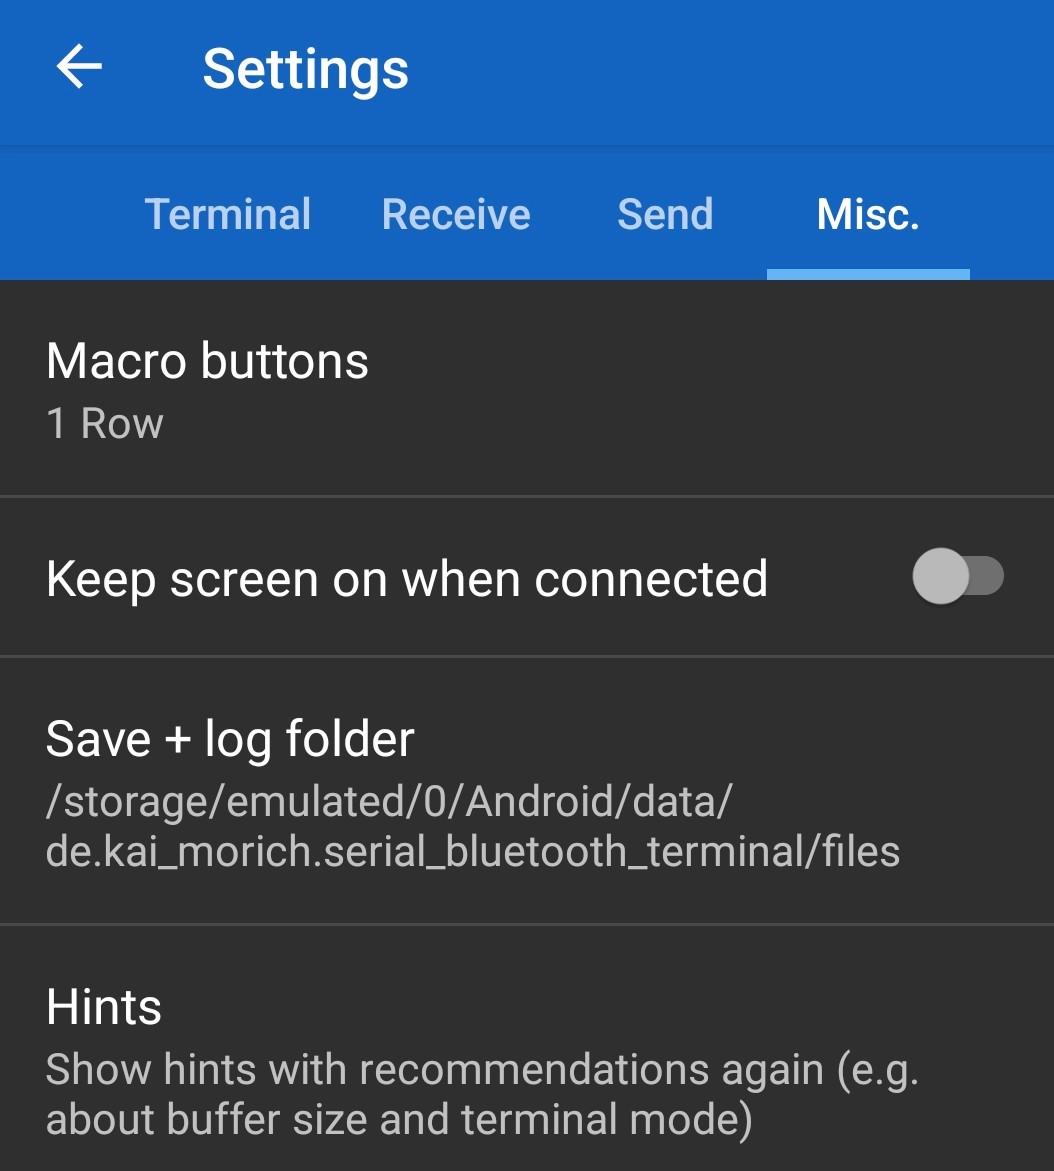 Settings
Terminal Receive Send Misc.
Macro buttons
1 Row
Keep screen on when connected
Save + log folder
/storage/emulated/0/Android/data/
de.kai_morich.serial_bluetooth_terminal/files
Hints
Show hints with recommendations again (e.g.
about buffer size and terminal mode)